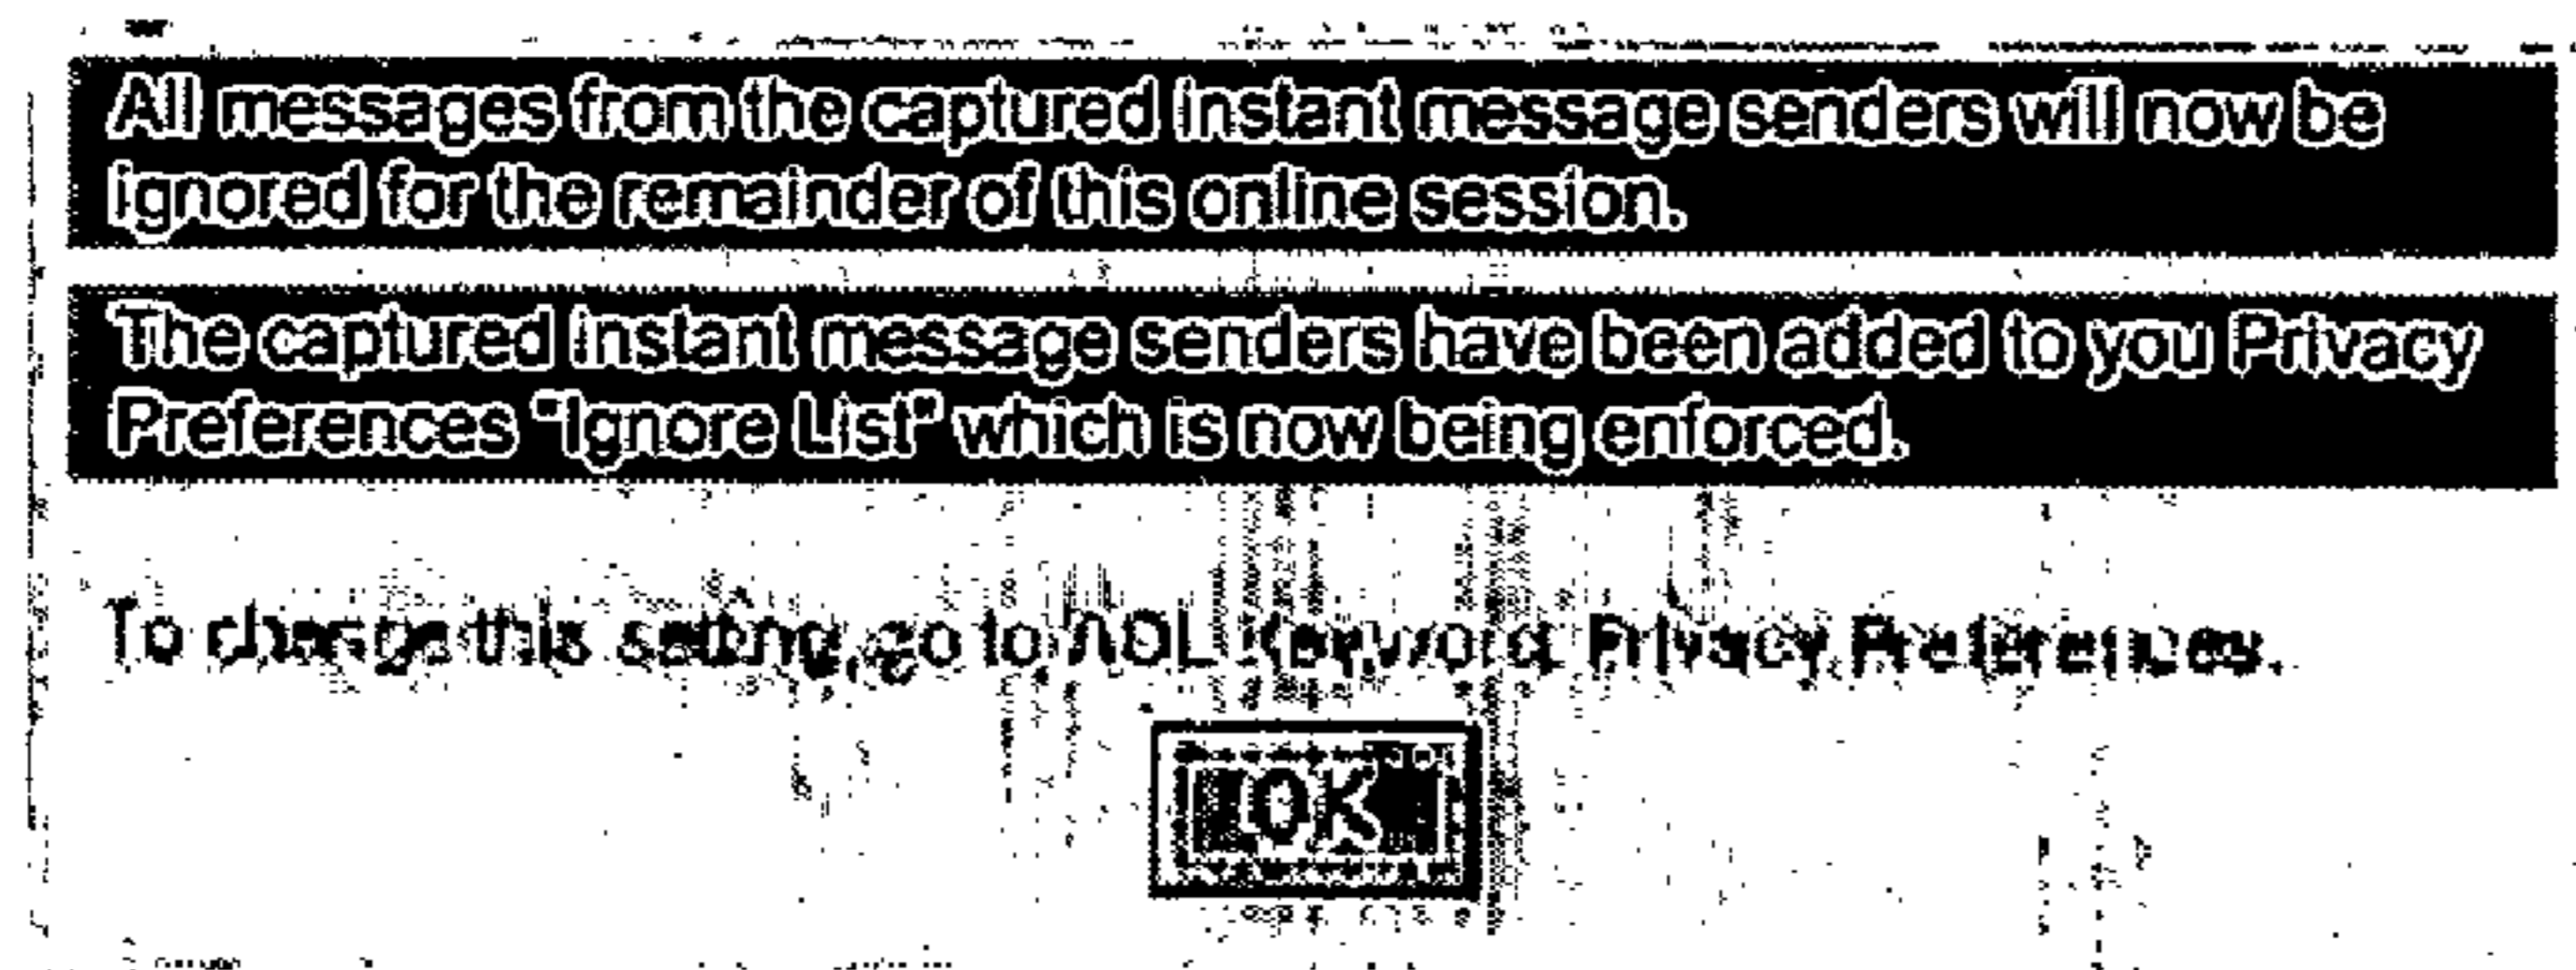 All messages from the captured instant message senders will now be
ignored for the remainder of this online session.
The captured instant message senders have been added to you Privacy
Preferences "Ignore List" which is now being enforced.
To change this setting, go to AOL Keyword Privacy Preferences.
OK